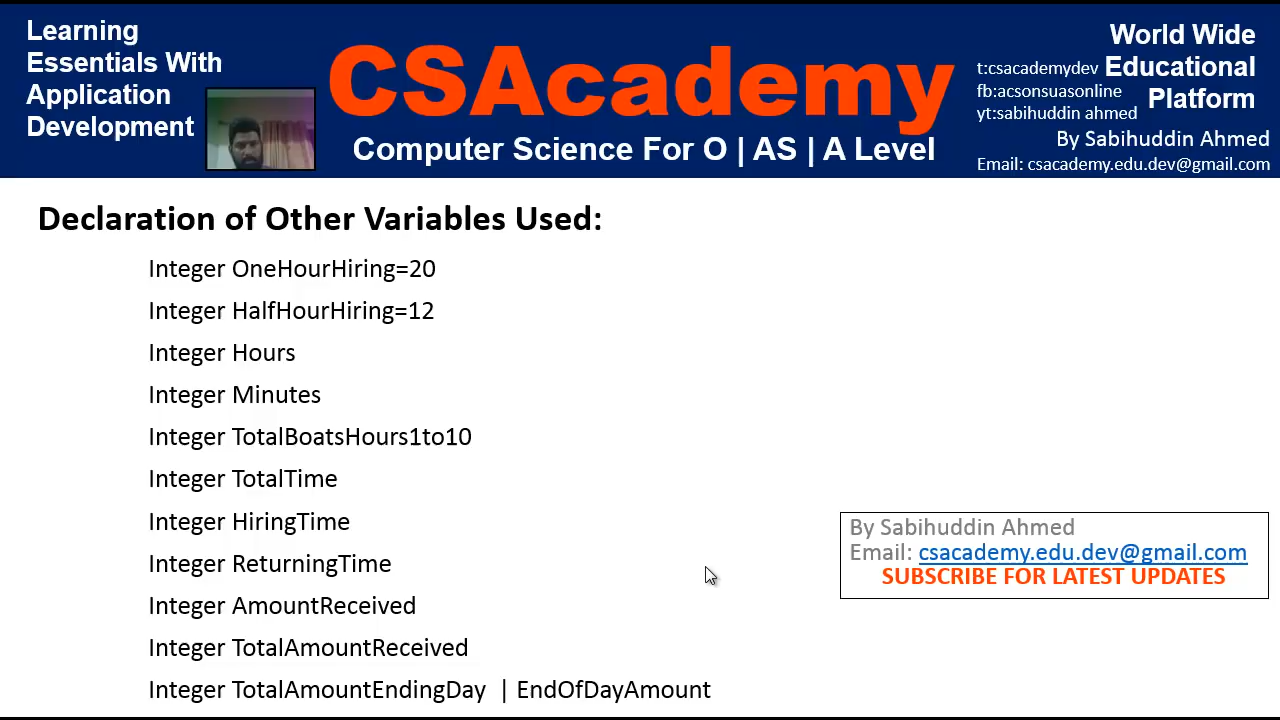 Learning
Essentials With
Application
Development
CSAcademy
Computer Science For O | AS | A Level
World Wide
t:csacademydev Educational
fb:acsonsuasonline
yt:sabihuddin ahmed Platform
By Sabihuddin Ahmed
Email: csacademy.edu.dev@gmail.com
Declaration of Other Variables Used:
Integer OneHourHiring=20
Integer HalfHourHiring=12
Integer Hours
Integer Minutes
Integer TotalBoatsHours1to10
Integer TotalTime
Integer HiringTime
Integer ReturningTime
Integer AmountReceived
Integer TotalAmountReceived
Integer TotalAmountEndingDay | EndOfDayAmount
By Sabihuddin Ahmed
Email: csacademy.edu.dev@gmail.com
SUBSCRIBE FOR LATEST UPDATES